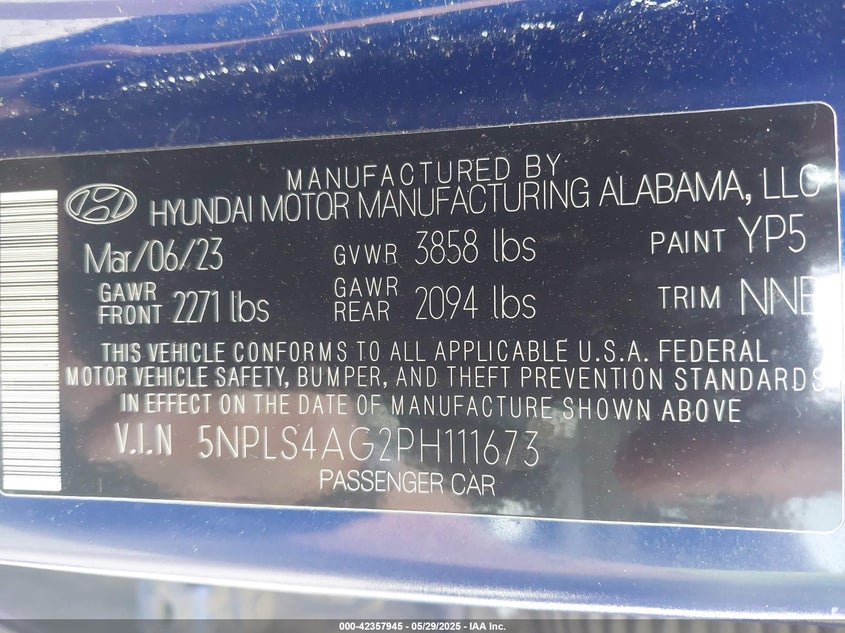 MANUFACTURED BY
HYUNDAI MOTOR MANUFACTURING ALABAMA, LLC
Mar/06/23 GVWR 3858 lbs PAINT YP5
GAWR FRONT 2271 lbs GAWR REAR 2094 lbs TRIM NNB
THIS VEHICLE CONFORMS TO ALL APPLICABLE U.S.A. FEDERAL
MOTOR VEHICLE SAFETY, BUMPER, AND THEFT PREVENTION STANDARDS
IN EFFECT ON THE DATE OF MANUFACTURE SHOWN ABOVE
V.I.N 5NPLS4AG2PH111673
PASSENGER CAR
000-42357945 - 05/29/2025 - IAA Inc.